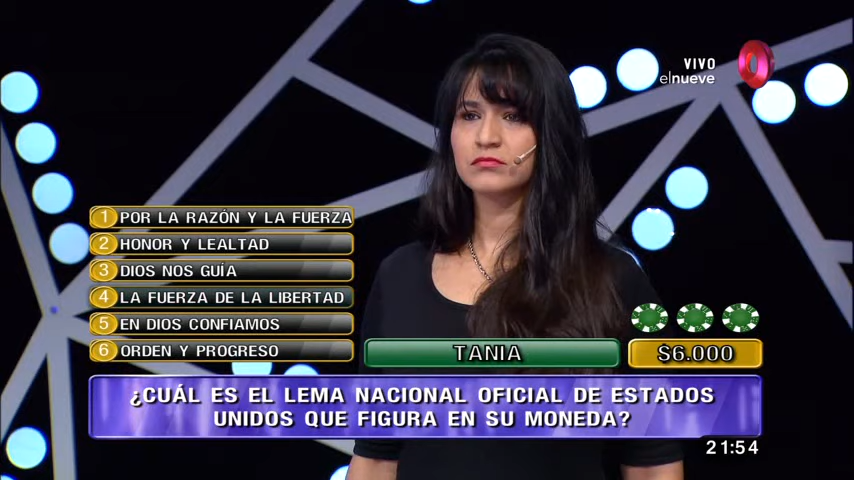 VIVO
elnueve
1 POR LA RAZÓN Y LA FUERZA
2 HONOR Y LEALTAD
3 DIOS NOS GUÍA
4 LA FUERZA DE LA LIBERTAD
5 EN DIOS CONFIAMOS
6 ORDEN Y PROGRESO
TANIA
$6.000
¿CUÁL ES EL LEMA NACIONAL OFICIAL DE ESTADOS
UNIDOS QUE FIGURA EN SU MONEDA?
21:54